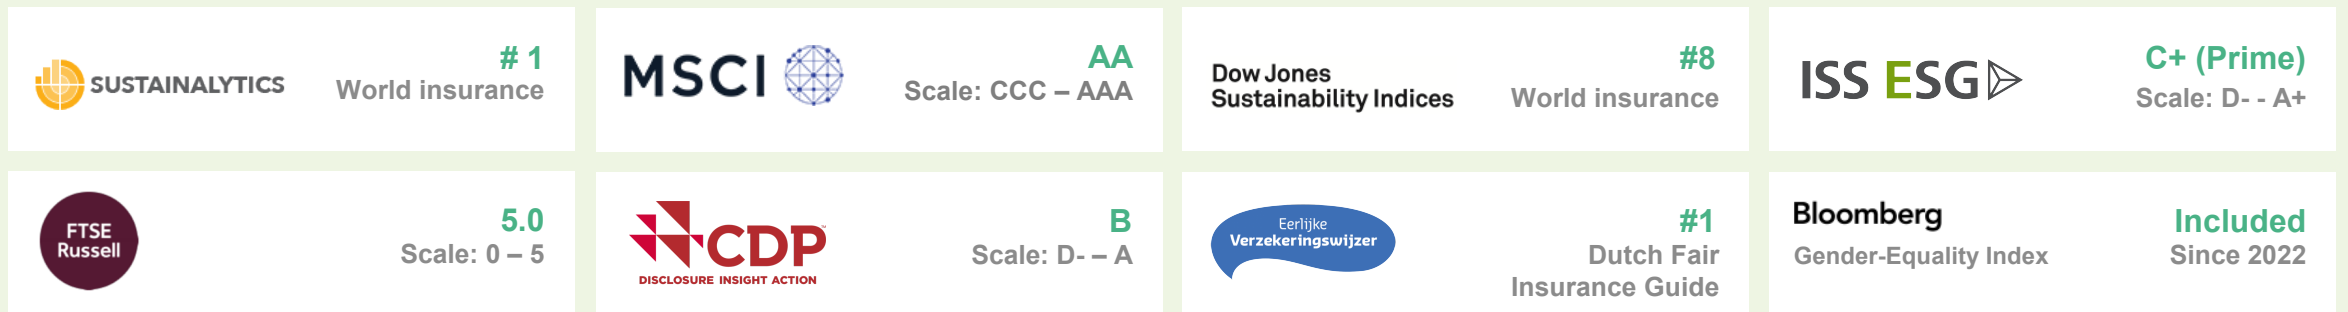 SUSTAINALYTICS
# 1
World insurance
MSCI
AA
Scale: CCC – AAA
Dow Jones
Sustainability Indices
#8
World insurance
ISS ESG
C+ (Prime)
Scale: D- - A+
FTSE
Russell
5.0
Scale: 0 – 5
CDP
DISCLOSURE INSIGHT ACTION
B
Scale: D- – A
Eerlijke
Verzekeringswijzer
#1
Dutch Fair
Insurance Guide
Bloomberg
Gender-Equality Index
Included
Since 2022